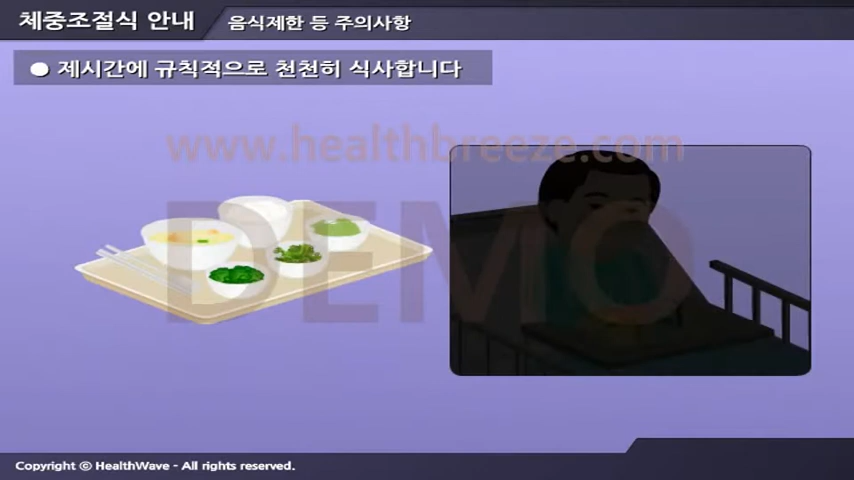 체중조절식 안내
음식제한 등 주의사항
● 제시간에 규칙적으로 천천히 식사합니다
www.healthbreeze.com
DEMO
Copyright ⓒ HealthWave - All rights reserved.